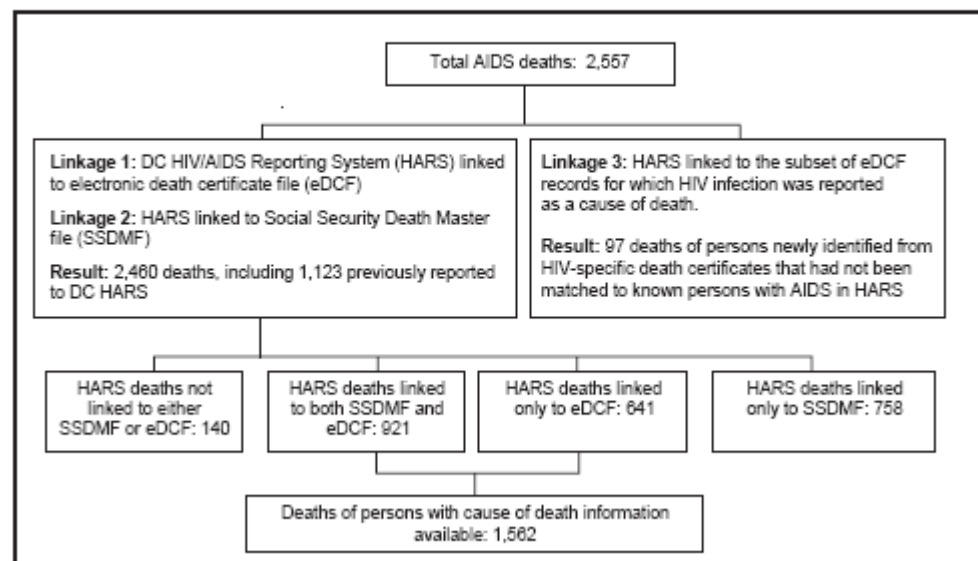 Total AIDS deaths: 2,557
Linkage 1: DC HIV/AIDS Reporting System (HARS) linked
to electronic death certificate file (eDCF)
Linkage 2: HARS linked to Social Security Death Master
file (SSDMF)
Result: 2,460 deaths, including 1,123 previously reported
to DC HARS
Linkage 3: HARS linked to the subset of eDCF
records for which HIV infection was reported
as a cause of death.
Result: 97 deaths of persons newly identified from
HIV-specific death certificates that had not been
matched to known persons with AIDS in HARS
HARS deaths not
linked to either
SSDMF or eDCF: 140
HARS deaths linked
to both SSDMF and
eDCF: 921
HARS deaths linked
only to eDCF: 641
HARS deaths linked
only to SSDMF: 758
Deaths of persons with cause of death information
available: 1,562